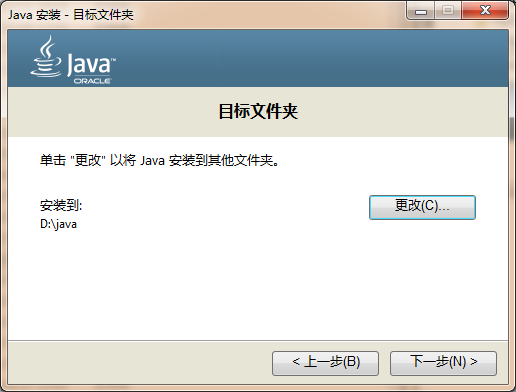 Java 安装 - 目标文件夹
Java™
ORACLE
目标文件夹
单击 "更改" 以将 Java 安装到其他文件夹。
安装到:
更改(C)...
D:\java
< 上一步(B)
下一步(N) >